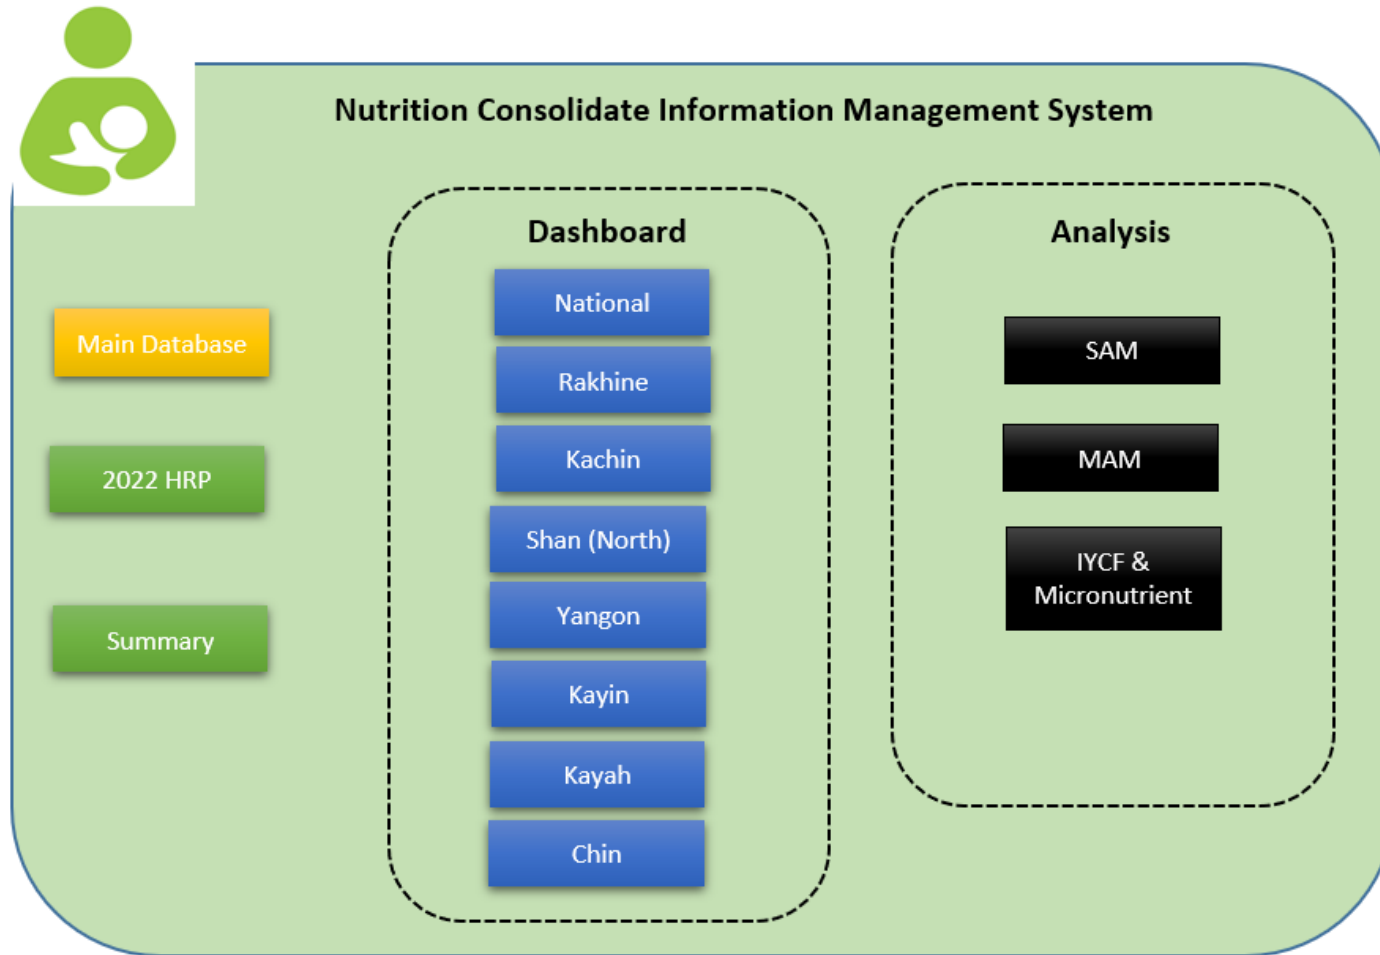 Nutrition Consolidate Information Management System
Main Database
2022 HRP
Summary
Dashboard
National
Rakhine
Kachin
Shan (North)
Yangon
Kayin
Kayah
Chin
Analysis
SAM
MAM
IYCF &
Micronutrient